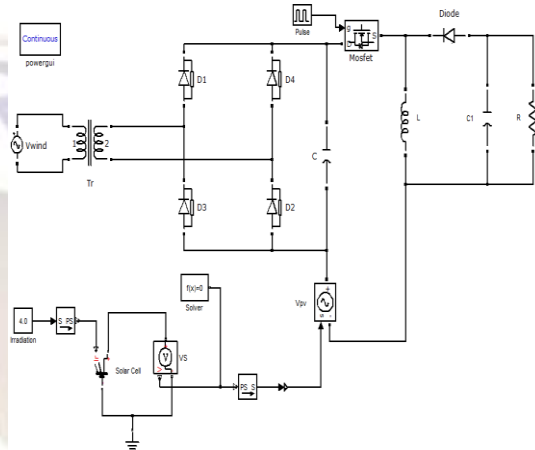 Continuous
powergui
Vwind
1
2
Tr
D1
D4
D3
D2
C
Pulse
g
D
S
Mosfet
Diode
L
C1
R
Vpv
f(x)=0
Solver
4.0
Irradiation
S PS
Solar Cell
V
VS
PS S